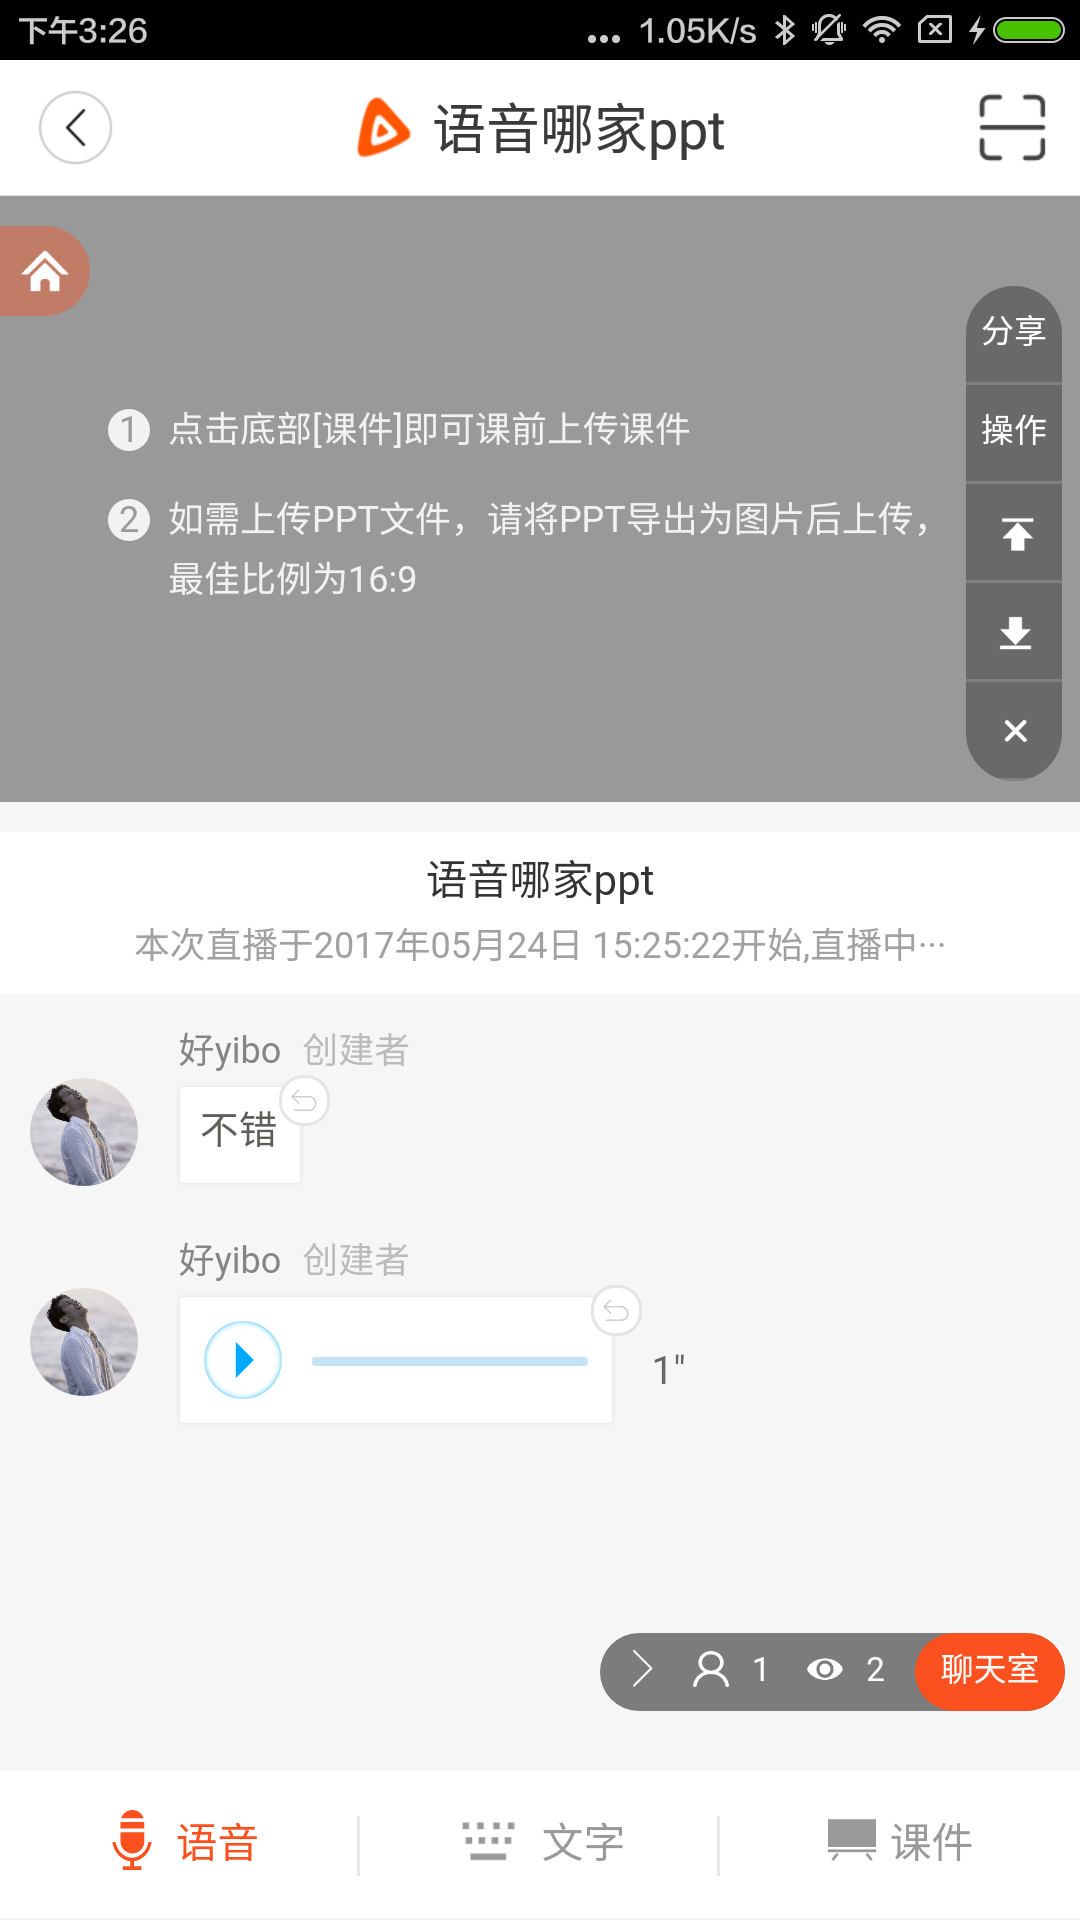 下午3:26
... 1.05K/s
语音哪家ppt
分享
操作
1 点击底部[课件]即可课前上传课件
2 如需上传PPT文件，请将PPT导出为图片后上传，
最佳比例为16:9
语音哪家ppt
本次直播于2017年05月24日 15:25:22开始,直播中···
好yibo 创建者
不错
好yibo 创建者
1"
1 2 聊天室
语音 文字 课件